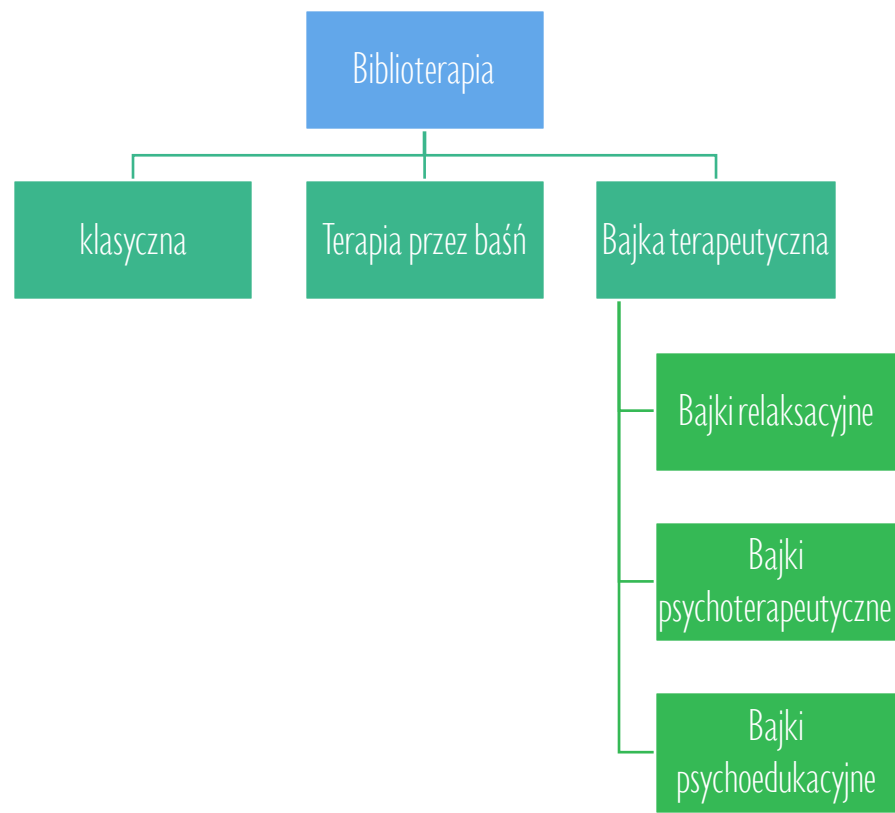 Biblioterapia
klasyczna
Terapia przez baśń
Bajka terapeutyczna
Bajki relaksacyjne
Bajki
psychoterapeutyczne
Bajki
psychoedukacyjne